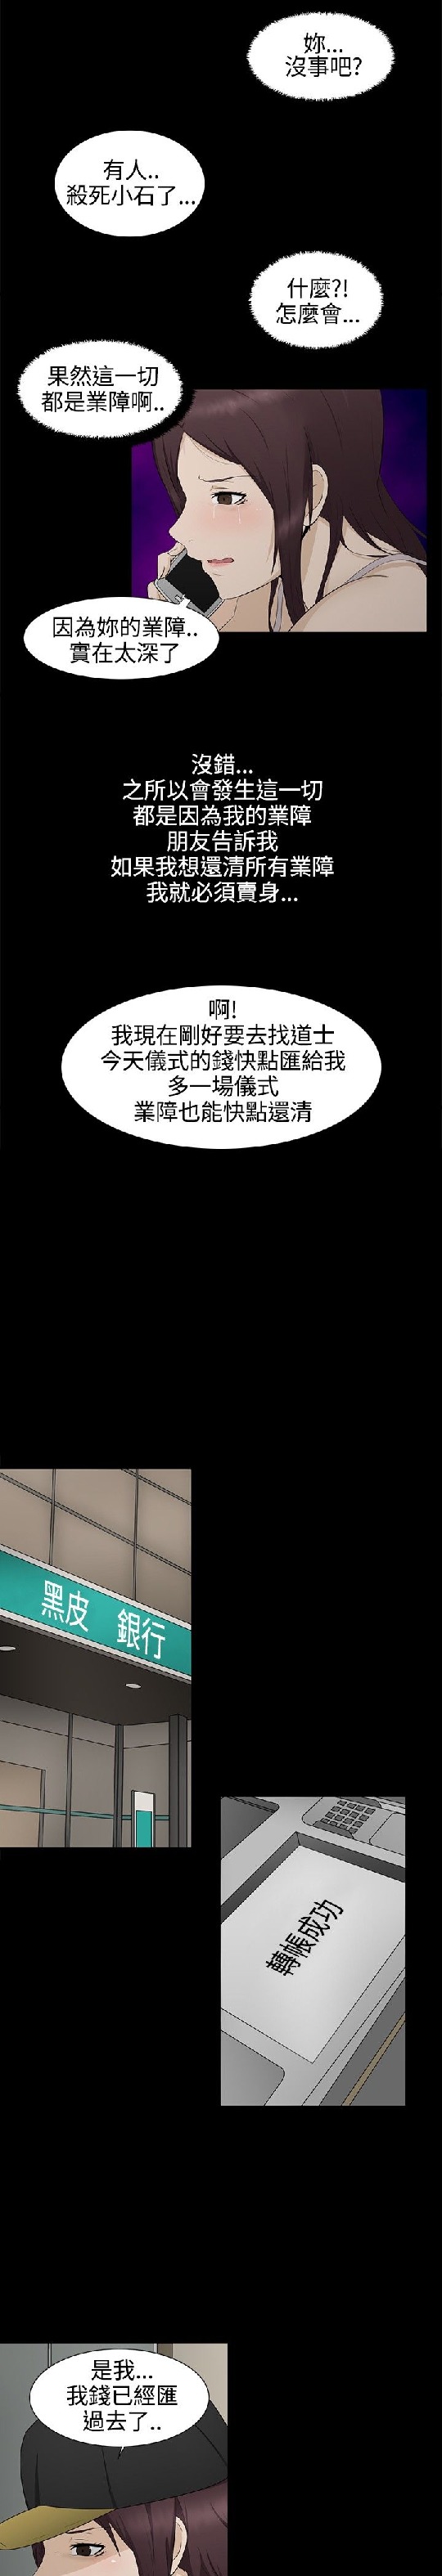 妳...
沒事吧?
有人..
殺死小石了...
什麼?!
怎麼會...
果然這一切
都是業障啊..
因為妳的業障..
實在太深了
沒錯...
之所以會發生這一切
都是因為我的業障
朋友告訴我
如果我想還清所有業障
我就必須賣身...
啊!
我現在剛好要去找道士
今天儀式的錢快點匯給我
多一場儀式
業障也能快點還清
黑皮 銀行
轉帳成功
是我...
我錢已經匯
過去了..